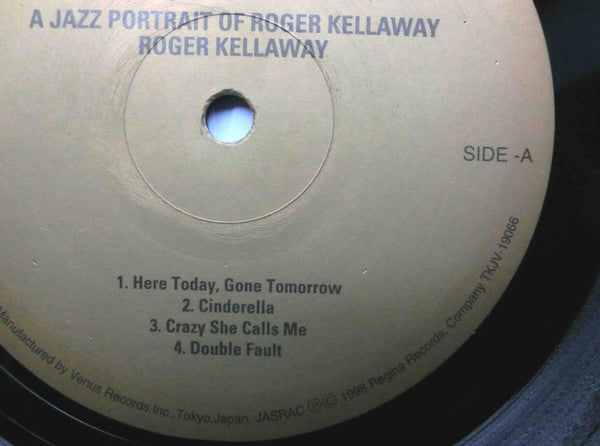 A JAZZ PORTRAIT OF ROGER KELLAWAY
ROGER KELLAWAY
SIDE -A
1. Here Today, Gone Tomorrow
2. Cinderella
3. Crazy She Calls Me
4. Double Fault
Manufactured by Venus Records, Inc., Tokyo, Japan. JASRAC Ⓟ© 1998 Regina Records, Company TKJV-19066